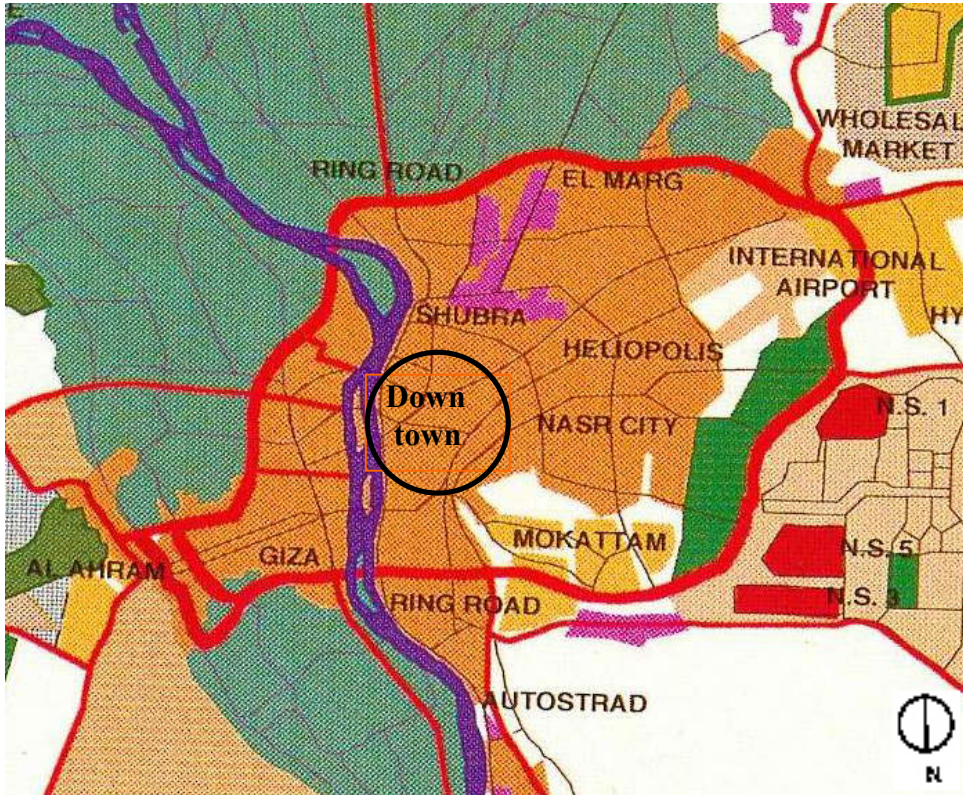 E
WHOLESAL
MARKET
RING ROAD
EL MARG
INTERNATIONAL
AIRPORT
SHUBRA
HY
HELIOPOLIS
Down
town
N.S. 1
NASR CITY
MOKATTAM
GIZA
N.S. 5
AL AHRAM
RING ROAD
N.S. 3
AUTOSTRAD
N